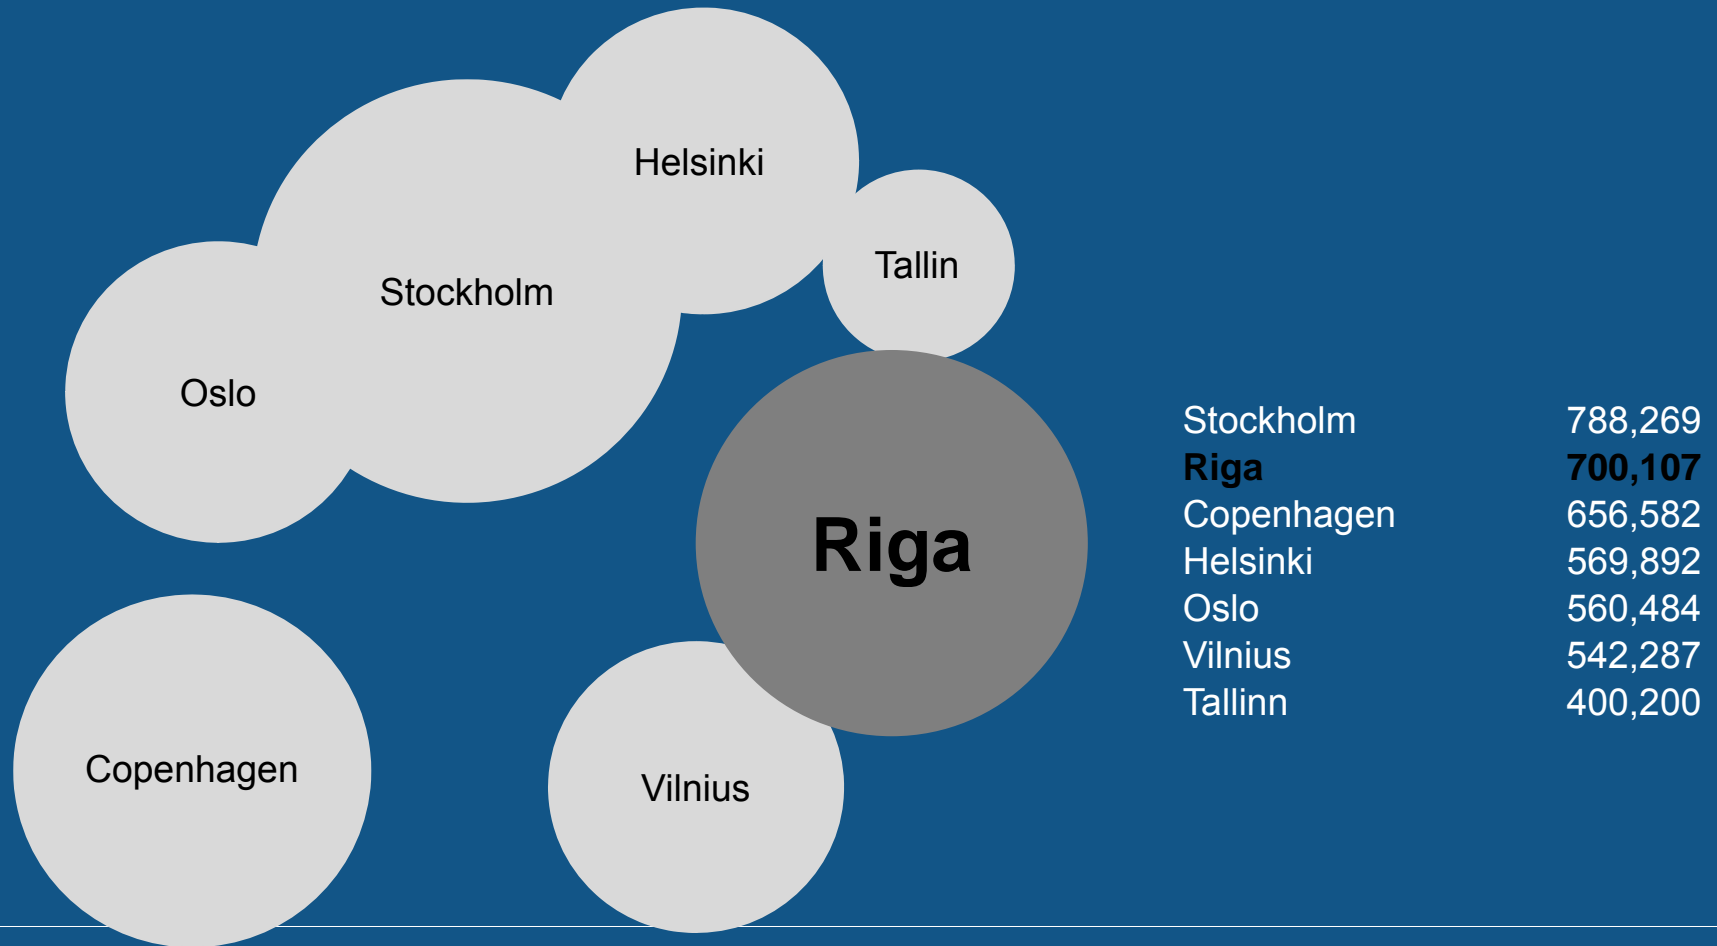 Helsinki
Tallin
Stockholm
Oslo
Riga
Copenhagen
Vilnius
Stockholm 788,269
Riga 700,107
Copenhagen 656,582
Helsinki 569,892
Oslo 560,484
Vilnius 542,287
Tallinn 400,200